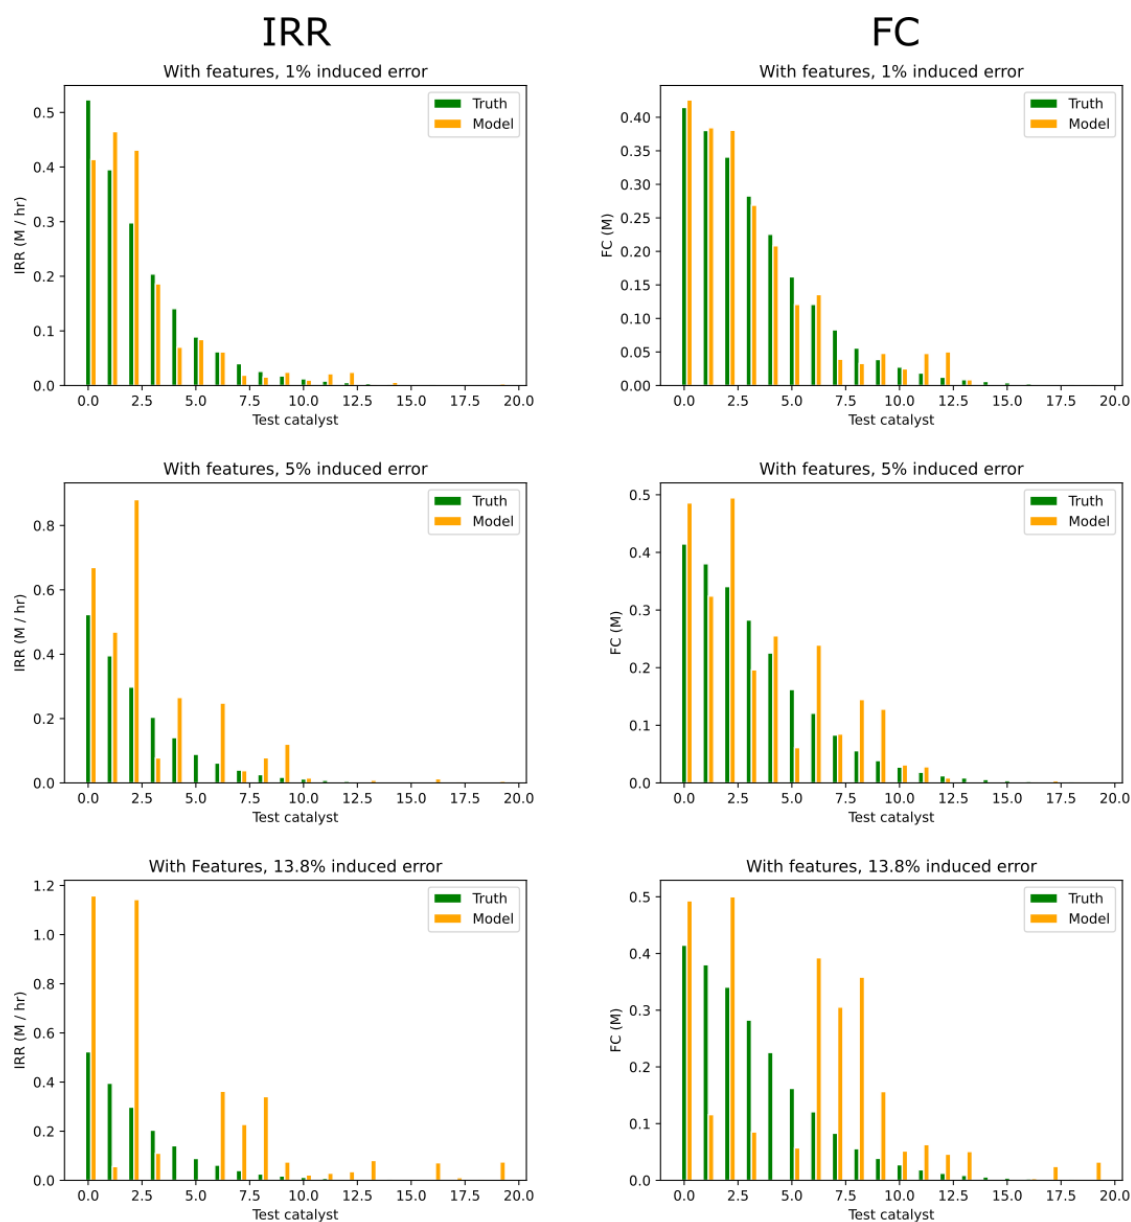 IRR
FC
With features, 1% induced error
Truth
Model
IRR (M / hr)
0.5
0.4
0.3
0.2
0.1
0.0
0.0 2.5 5.0 7.5 10.0 12.5 15.0 17.5 20.0
Test catalyst
With features, 1% induced error
Truth
Model
FC (M)
0.40
0.35
0.30
0.25
0.20
0.15
0.10
0.05
0.00
0.0 2.5 5.0 7.5 10.0 12.5 15.0 17.5 20.0
Test catalyst
With features, 5% induced error
Truth
Model
IRR (M / hr)
0.8
0.6
0.4
0.2
0.0
0.0 2.5 5.0 7.5 10.0 12.5 15.0 17.5 20.0
Test catalyst
With features, 5% induced error
Truth
Model
FC (M)
0.5
0.4
0.3
0.2
0.1
0.0
0.0 2.5 5.0 7.5 10.0 12.5 15.0 17.5 20.0
Test catalyst
With Features, 13.8% induced error
Truth
Model
IRR (M / hr)
1.2
1.0
0.8
0.6
0.4
0.2
0.0
0.0 2.5 5.0 7.5 10.0 12.5 15.0 17.5 20.0
Test catalyst
With features, 13.8% induced error
Truth
Model
FC (M)
0.5
0.4
0.3
0.2
0.1
0.0
0.0 2.5 5.0 7.5 10.0 12.5 15.0 17.5 20.0
Test catalyst